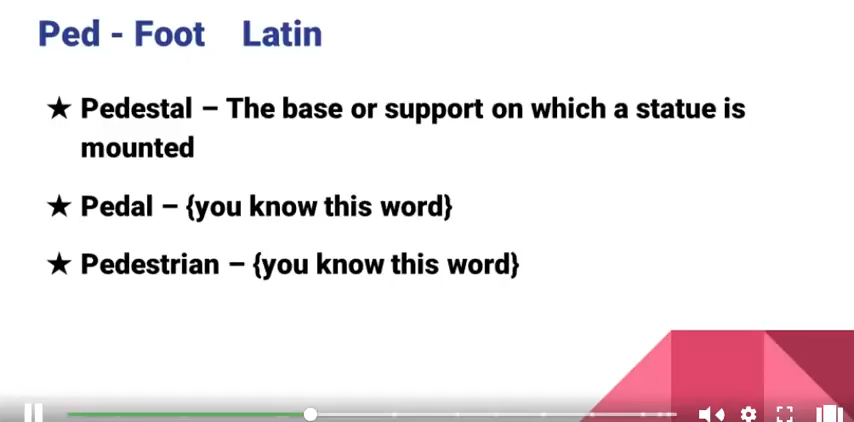 Ped - Foot Latin
★ Pedestal – The base or support on which a statue is
mounted
★ Pedal – {you know this word}
★ Pedestrian – {you know this word}